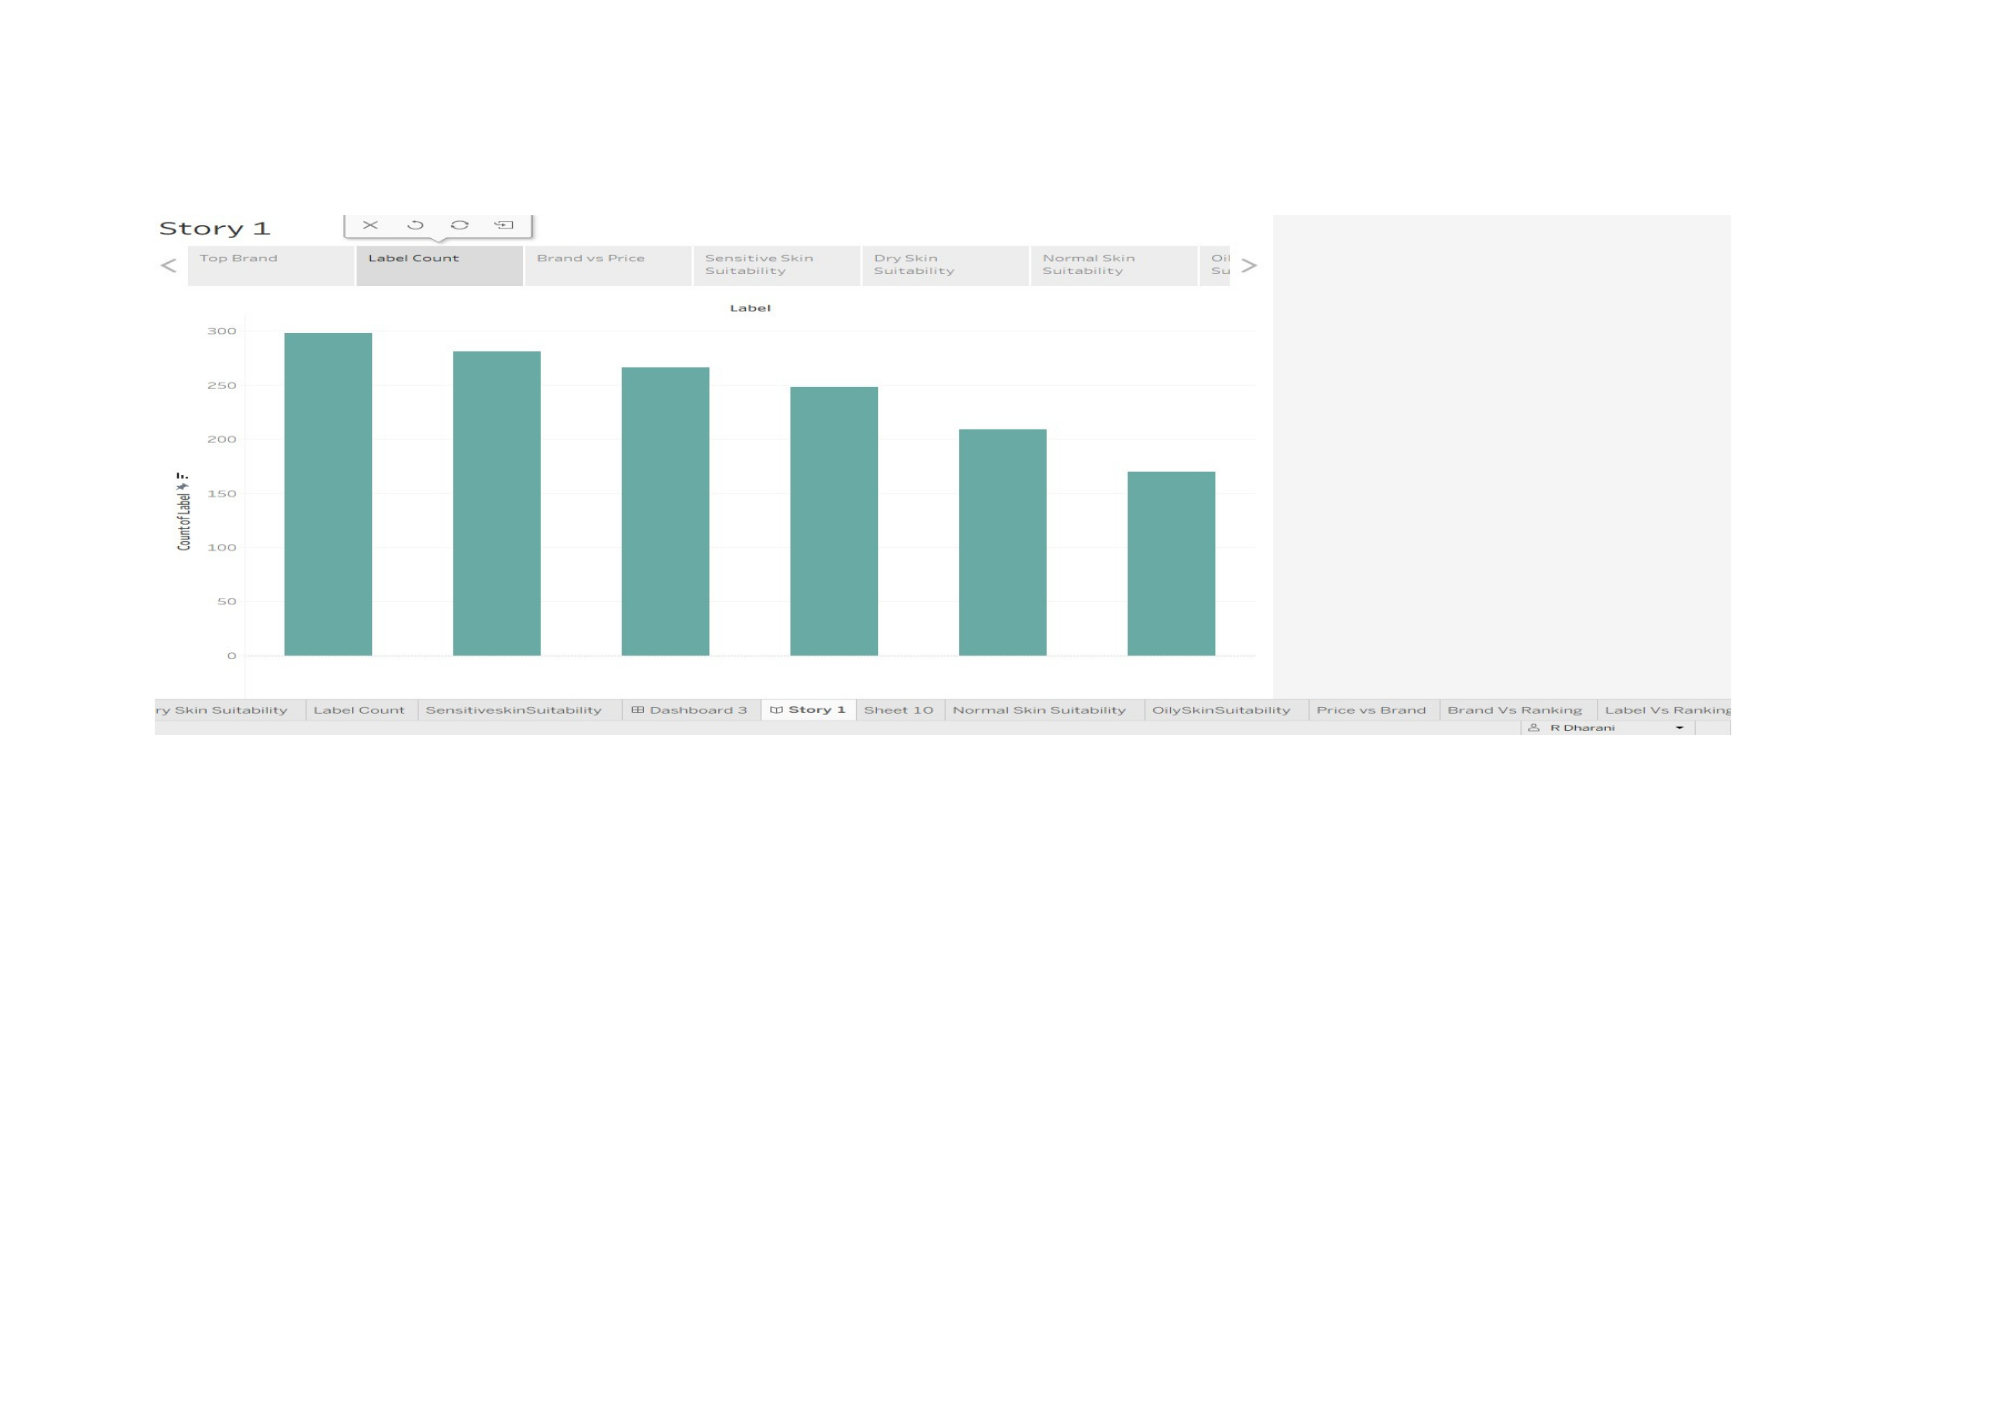 Story 1
Top Brand
Label Count
Brand vs Price
Sensitive Skin
Suitability
Dry Skin
Suitability
Normal Skin
Suitability
Oil
Su
Label
300
250
200
150
100
50
0
Count of Label
ry Skin Suitability
Label Count
SensitiveskinSuitability
Dashboard 3
Story 1
Sheet 10
Normal Skin Suitability
OilySkinSuitability
Price vs Brand
Brand Vs Ranking
Label Vs Ranking
R Dharani